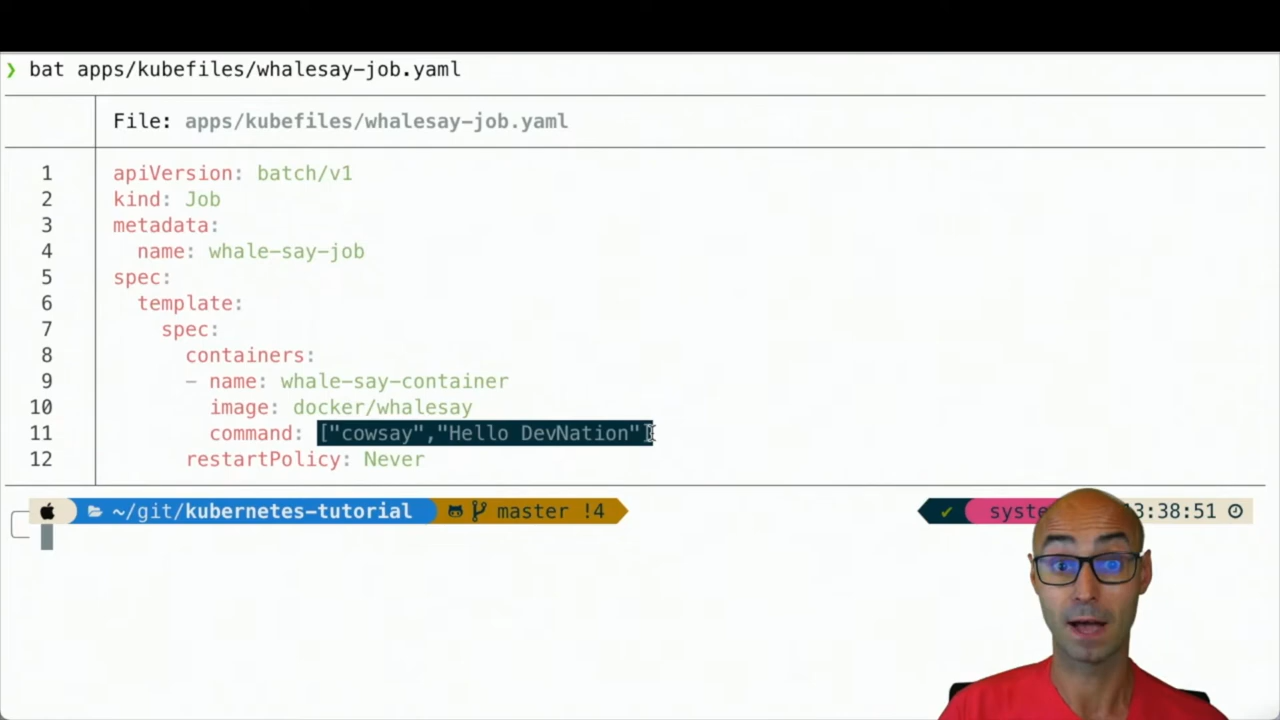 ❯ bat apps/kubefiles/whalesay-job.yaml
File: apps/kubefiles/whalesay-job.yaml
1 apiVersion: batch/v1
2 kind: Job
3 metadata:
4   name: whale-say-job
5 spec:
6   template:
7     spec:
8       containers:
9       - name: whale-say-container
10         image: docker/whalesay
11         command: ["cowsay","Hello DevNation"]
12       restartPolicy: Never
~/git/kubernetes-tutorial master !4 ✔ 3:38:51